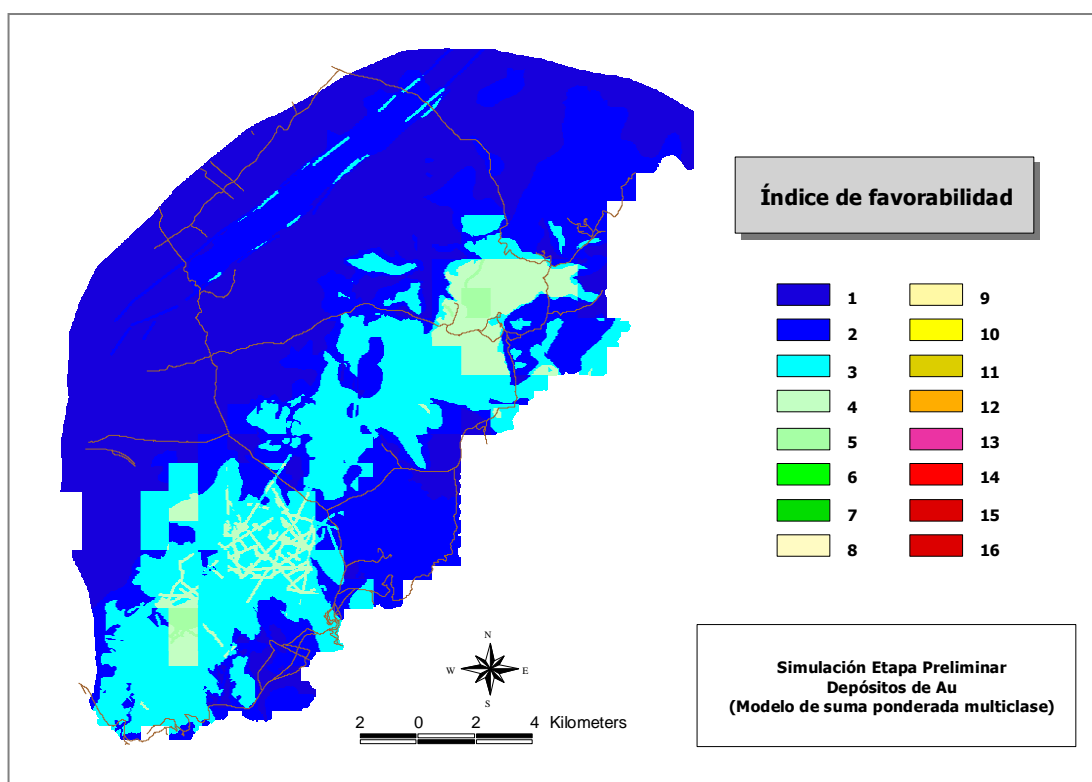 Índice de favorabilidad
1
2
3
4
5
6
7
8
9
10
11
12
13
14
15
16
N
W E
S
2 0 2 4 Kilometers
Simulación Etapa Preliminar
Depósitos de Au
(Modelo de suma ponderada multiclase)